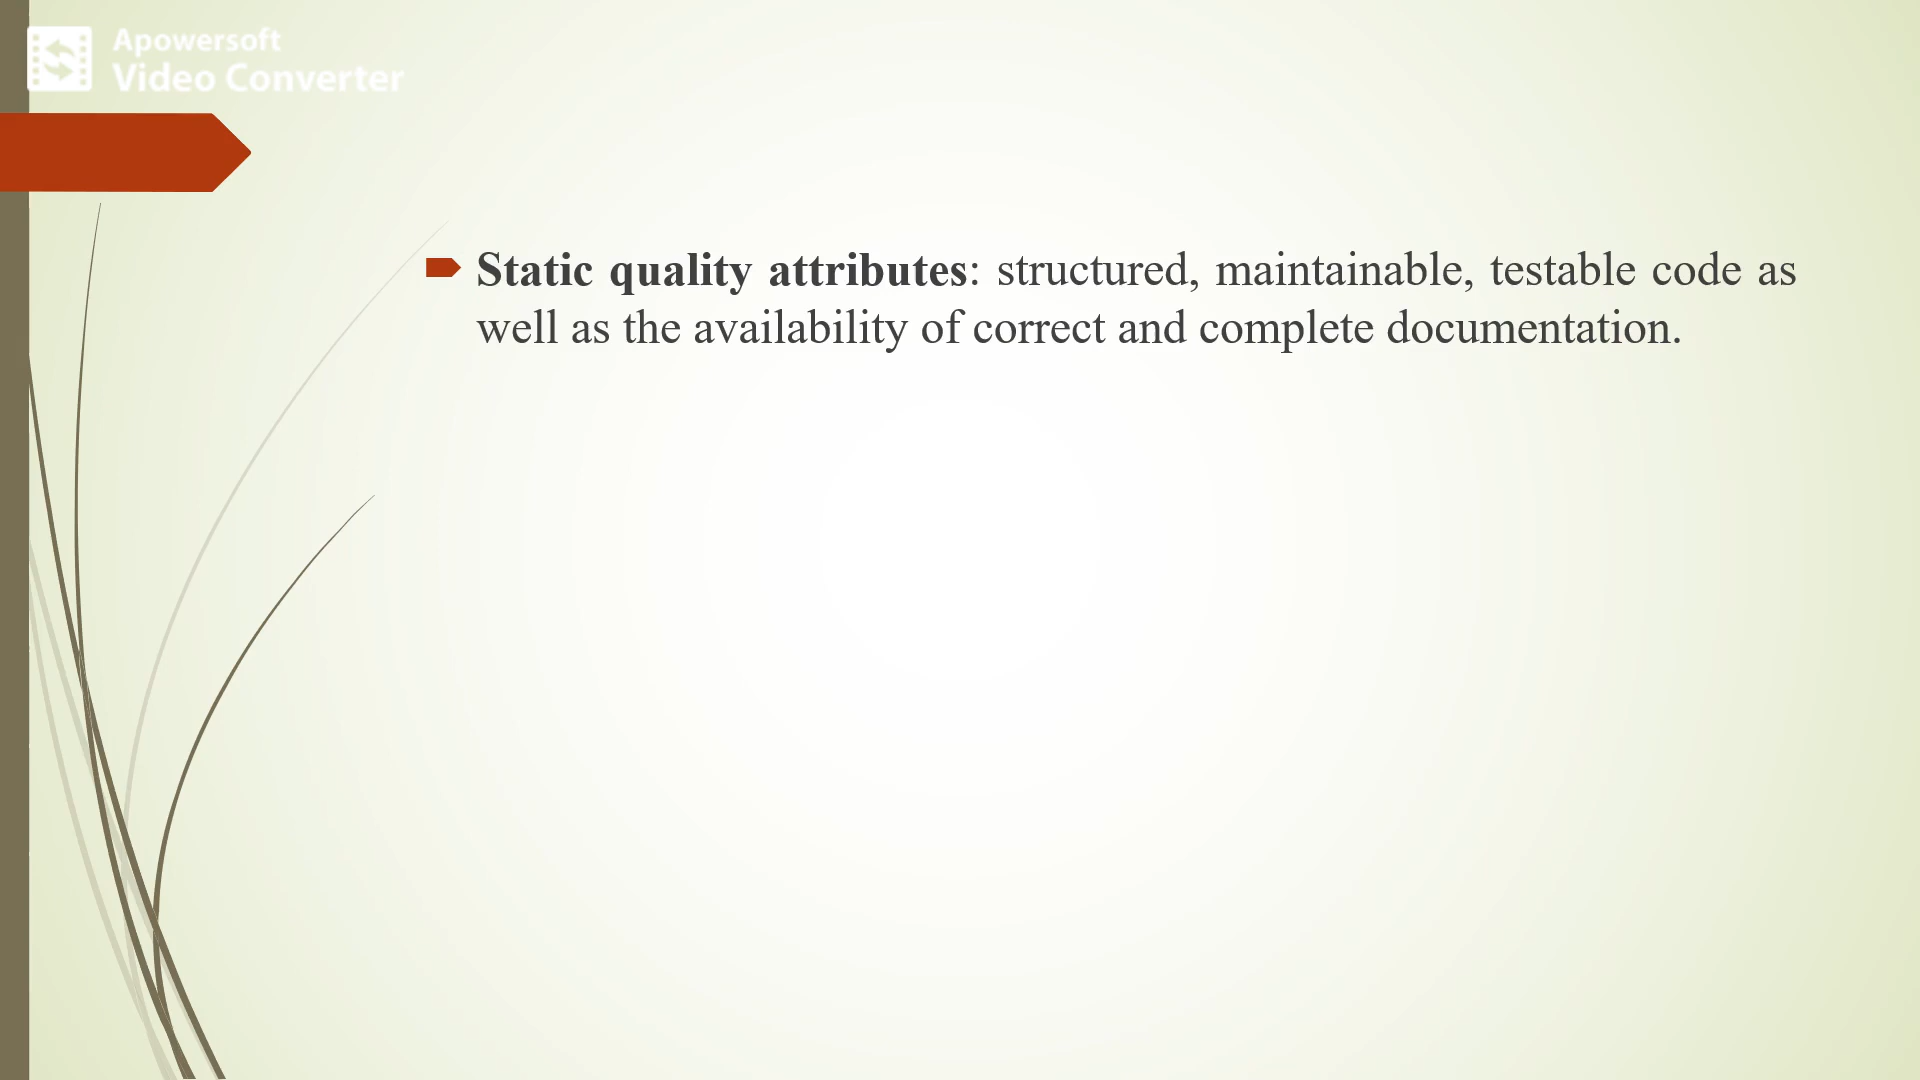 Apowersoft
Video Converter
Static quality attributes: structured, maintainable, testable code as
well as the availability of correct and complete documentation.